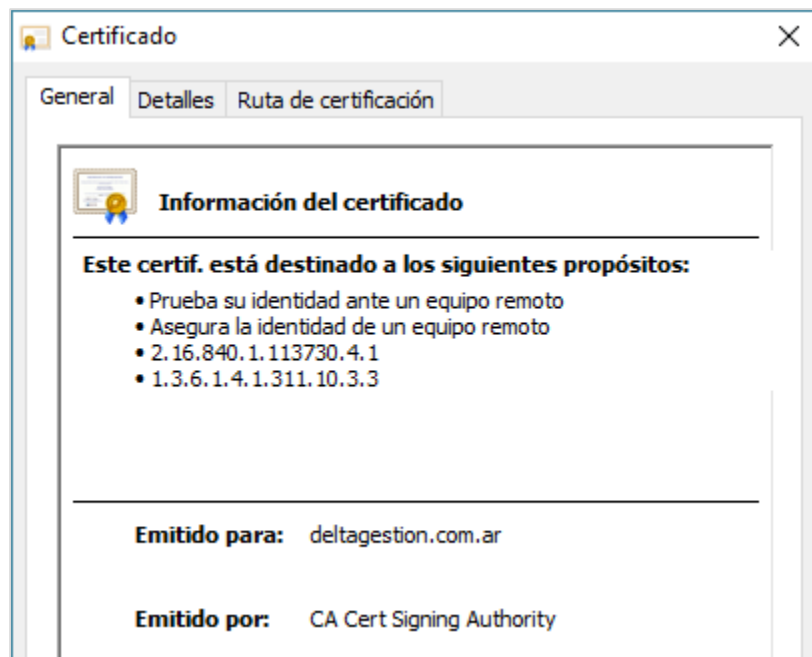 Certificado
General Detalles Ruta de certificación
Información del certificado
Este certif. está destinado a los siguientes propósitos:
• Prueba su identidad ante un equipo remoto
• Asegura la identidad de un equipo remoto
• 2.16.840.1.113730.4.1
• 1.3.6.1.4.1.311.10.3.3
Emitido para: deltagestion.com.ar
Emitido por: CA Cert Signing Authority